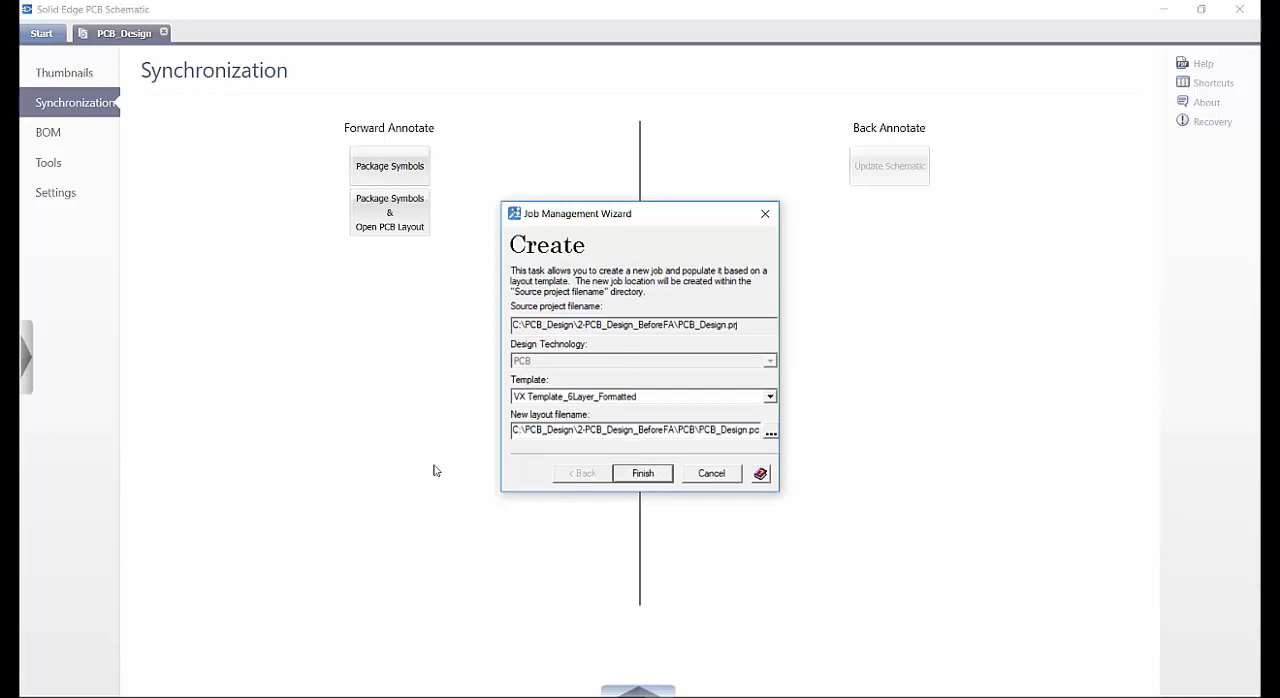 Solid Edge PCB Schematic
Start
PCB_Design
Thumbnails
Synchronization
BOM
Tools
Settings
Synchronization
Forward Annotate
Package Symbols
Package Symbols
&
Open PCB Layout
Back Annotate
Update Schematic
Help
Shortcuts
About
Recovery
Job Management Wizard
Create
This task allows you to create a new job and populate it based on a
layout template. The new job location will be created within the
"Source project filename" directory.
Source project filename:
C:\PCB_Design\2-PCB_Design_BeforeFA\PCB_Design.prj
Design Technology:
PCB
Template:
VX Template_6Layer_Formatted
New layout filename:
C:\PCB_Design\2-PCB_Design_BeforeFA\PCB\PCB_Design.pc
...
< Back
Finish
Cancel